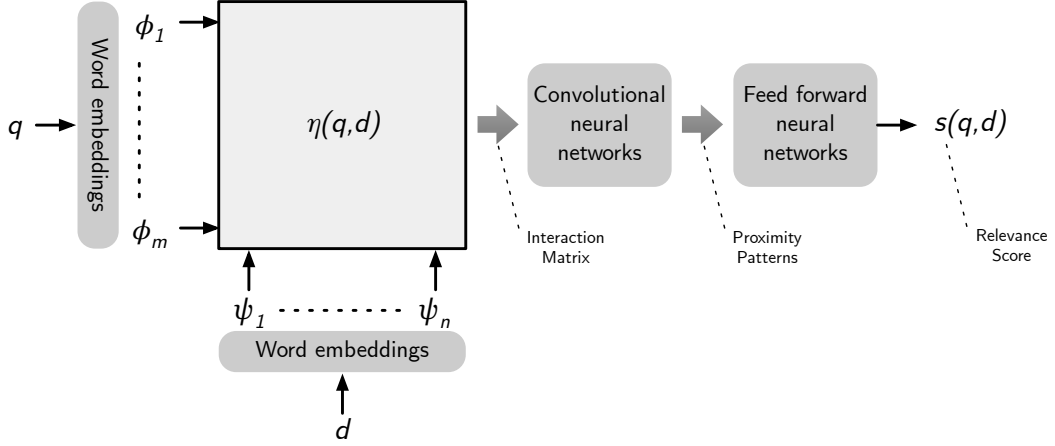 q
Word embeddings
ϕ1
ϕm
η(q,d)
Convolutional
neural
networks
Feed forward
neural
networks
s(q,d)
Interaction
Matrix
Proximity
Patterns
Relevance
Score
ψ1
ψn
Word embeddings
d